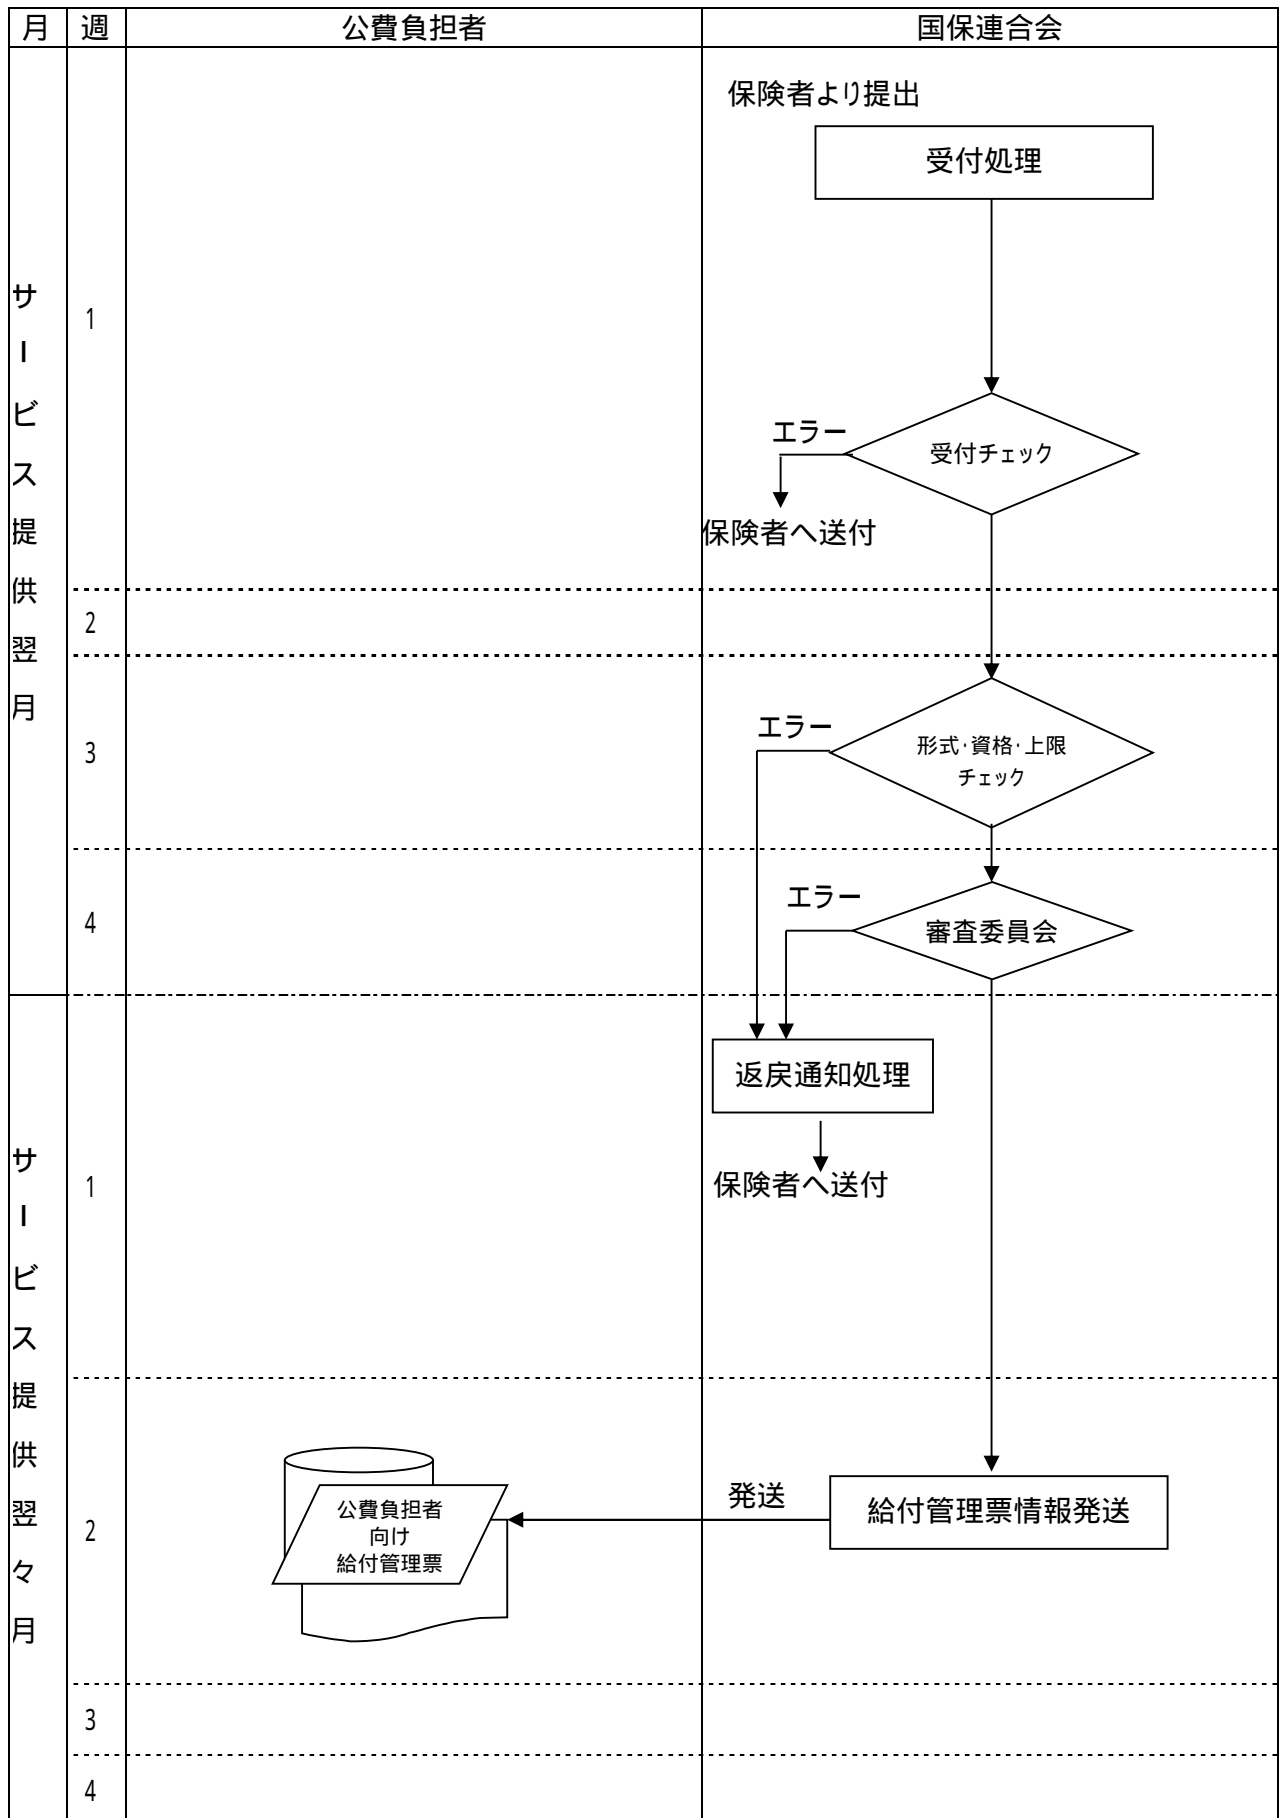 月 週 公費負担者 国保連合会
保険者より提出
受付処理
サービス提供翌月
1
エラー
受付チェック
保険者へ送付
2
エラー
3
形式・資格・上限
チェック
エラー
4
審査委員会
返戻通知処理
サービス提供翌々月
1
保険者へ送付
発送
公費負担者
向け
給付管理票
給付管理票情報発送
2
3
4